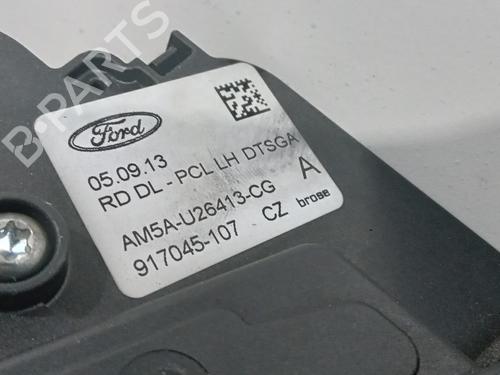 B-PARTS
Ford
05.09.13
RD DL - PCL LH DTSGA
A
AM5A-U26413-CG
917045-107 CZ brose